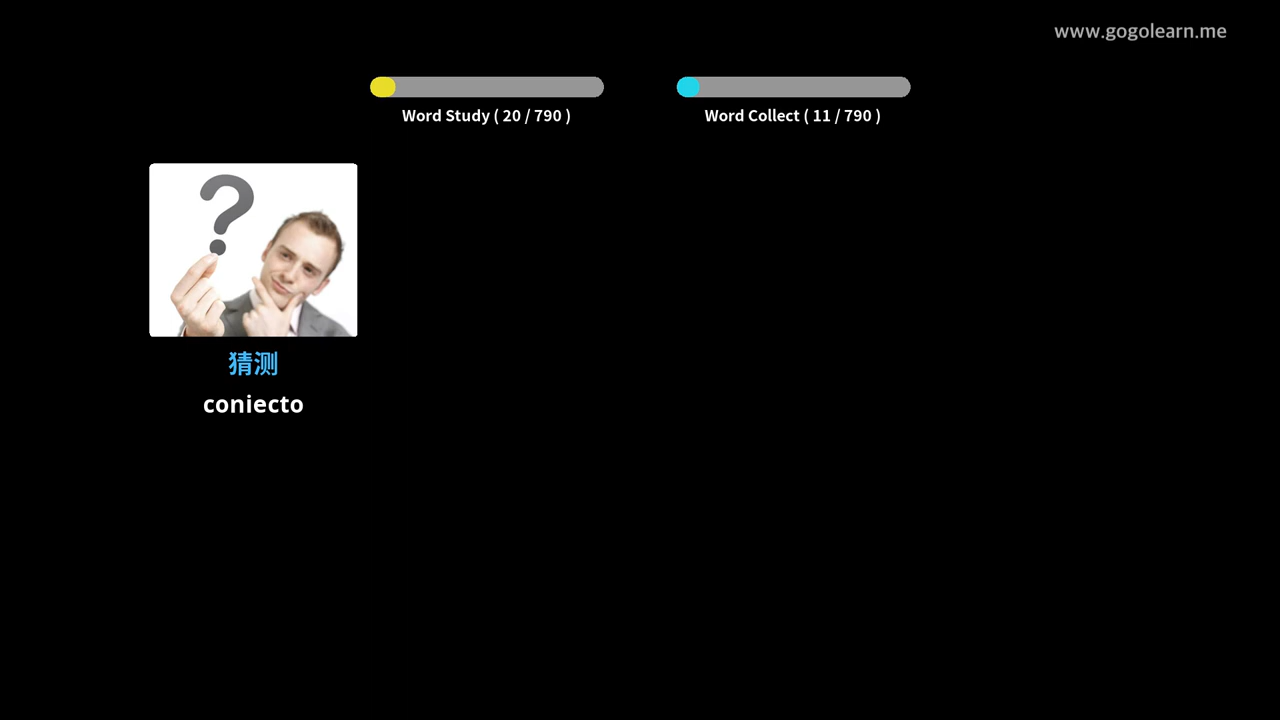 www.gogolearn.me
Word Study ( 20 / 790 )
Word Collect ( 11 / 790 )
?
猜测
coniecto